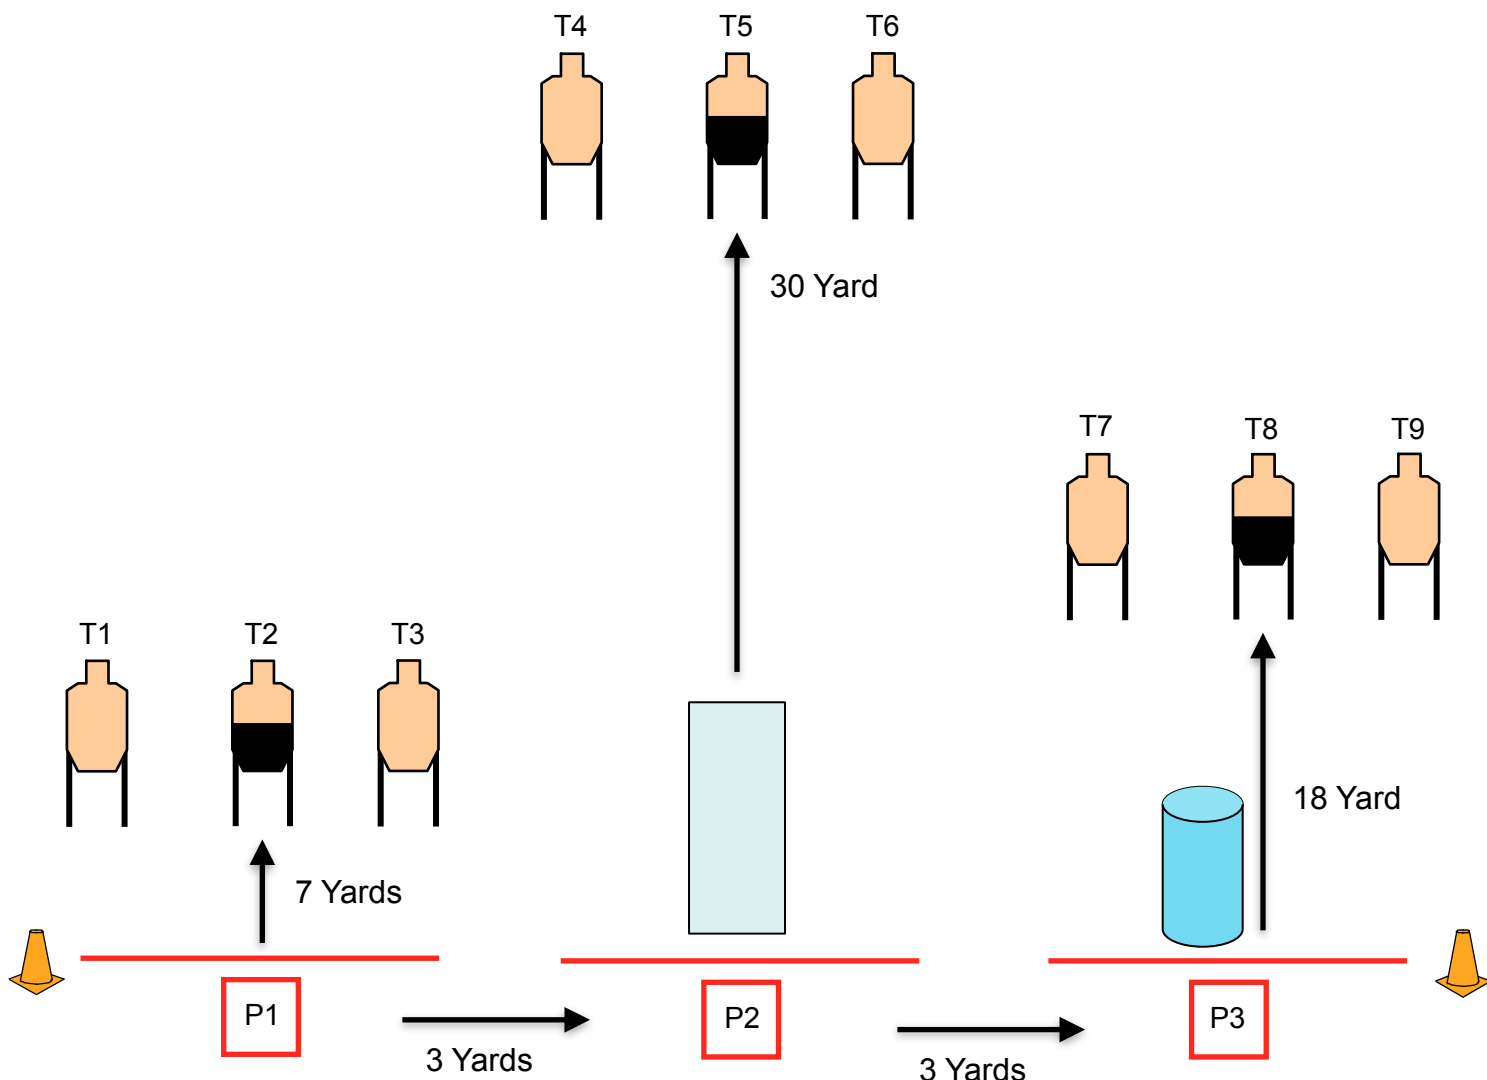 T4 T5 T6
30 Yard
T7 T8 T9
T1 T2 T3
18 Yard
7 Yards
P1 P2 P3
3 Yards 3 Yards